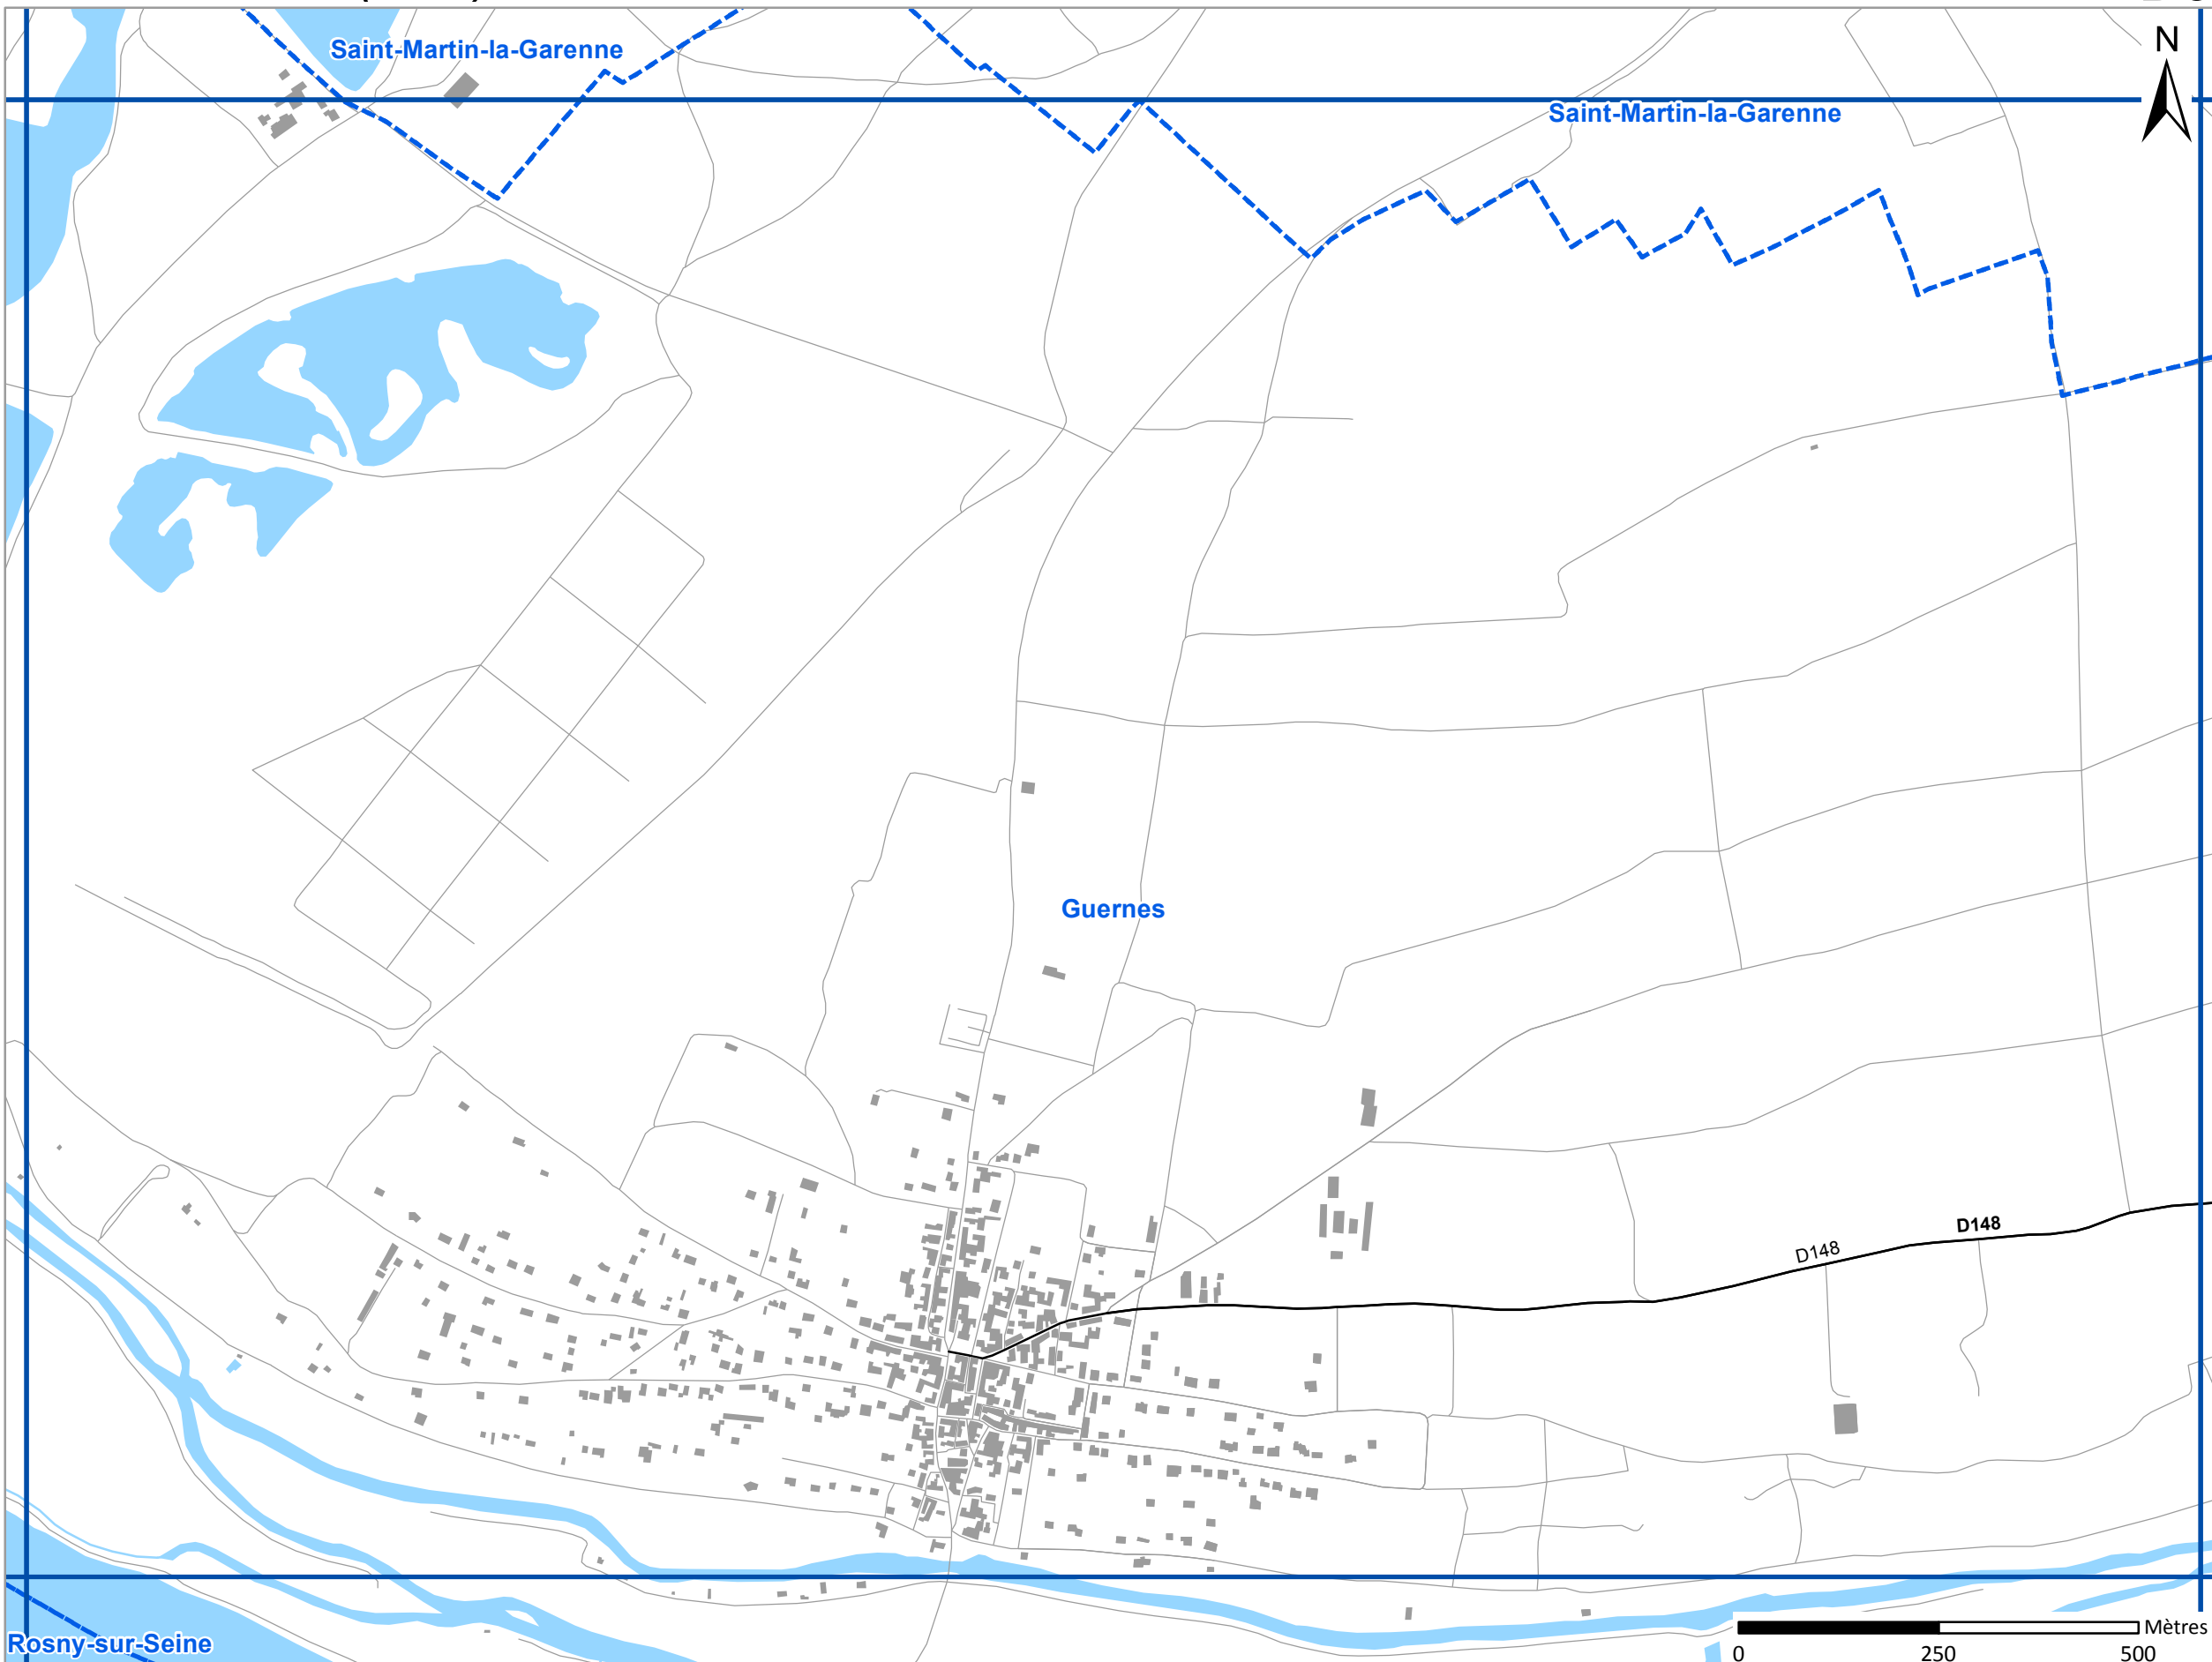 Saint-Martin-la-Garenne
N
Saint-Martin-la-Garenne
Guernes
D148
D148
Rosny-sur-Seine
Mètres
0 250 500